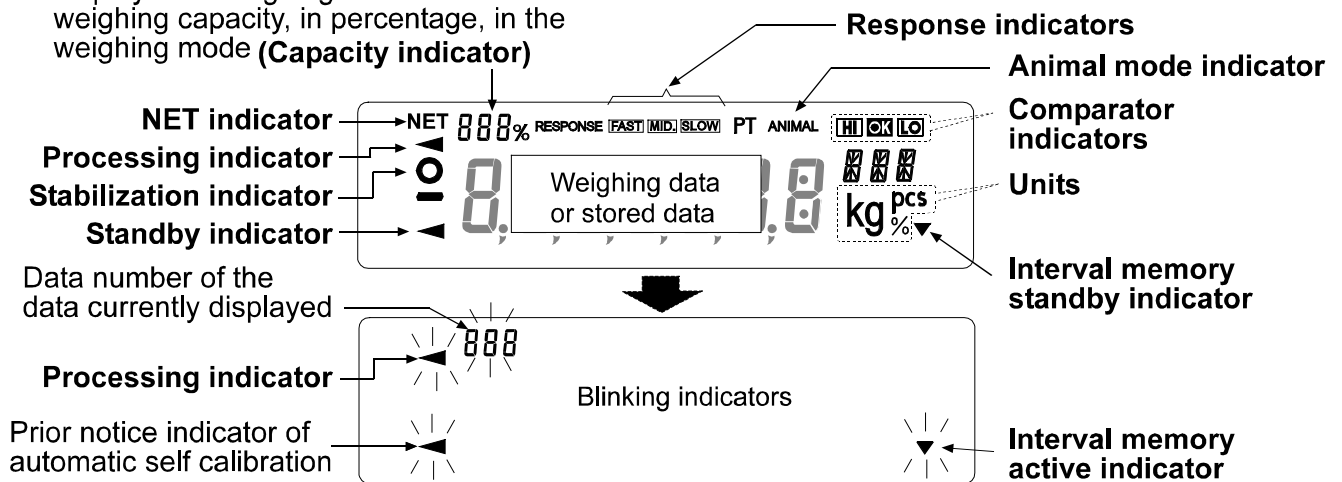 weighing capacity, in percentage, in the
weighing mode (Capacity indicator)
Response indicators
Animal mode indicator
Comparator
indicators
Units
Interval memory
standby indicator
NET indicator
Processing indicator
Stabilization indicator
Standby indicator
NET 888% RESPONSE FAST MID. SLOW PT ANIMAL HI OK LO
Weighing data
or stored data
kg pcs
%
Data number of the
data currently displayed
888
Processing indicator
Blinking indicators
Prior notice indicator of
automatic self calibration
Interval memory
active indicator